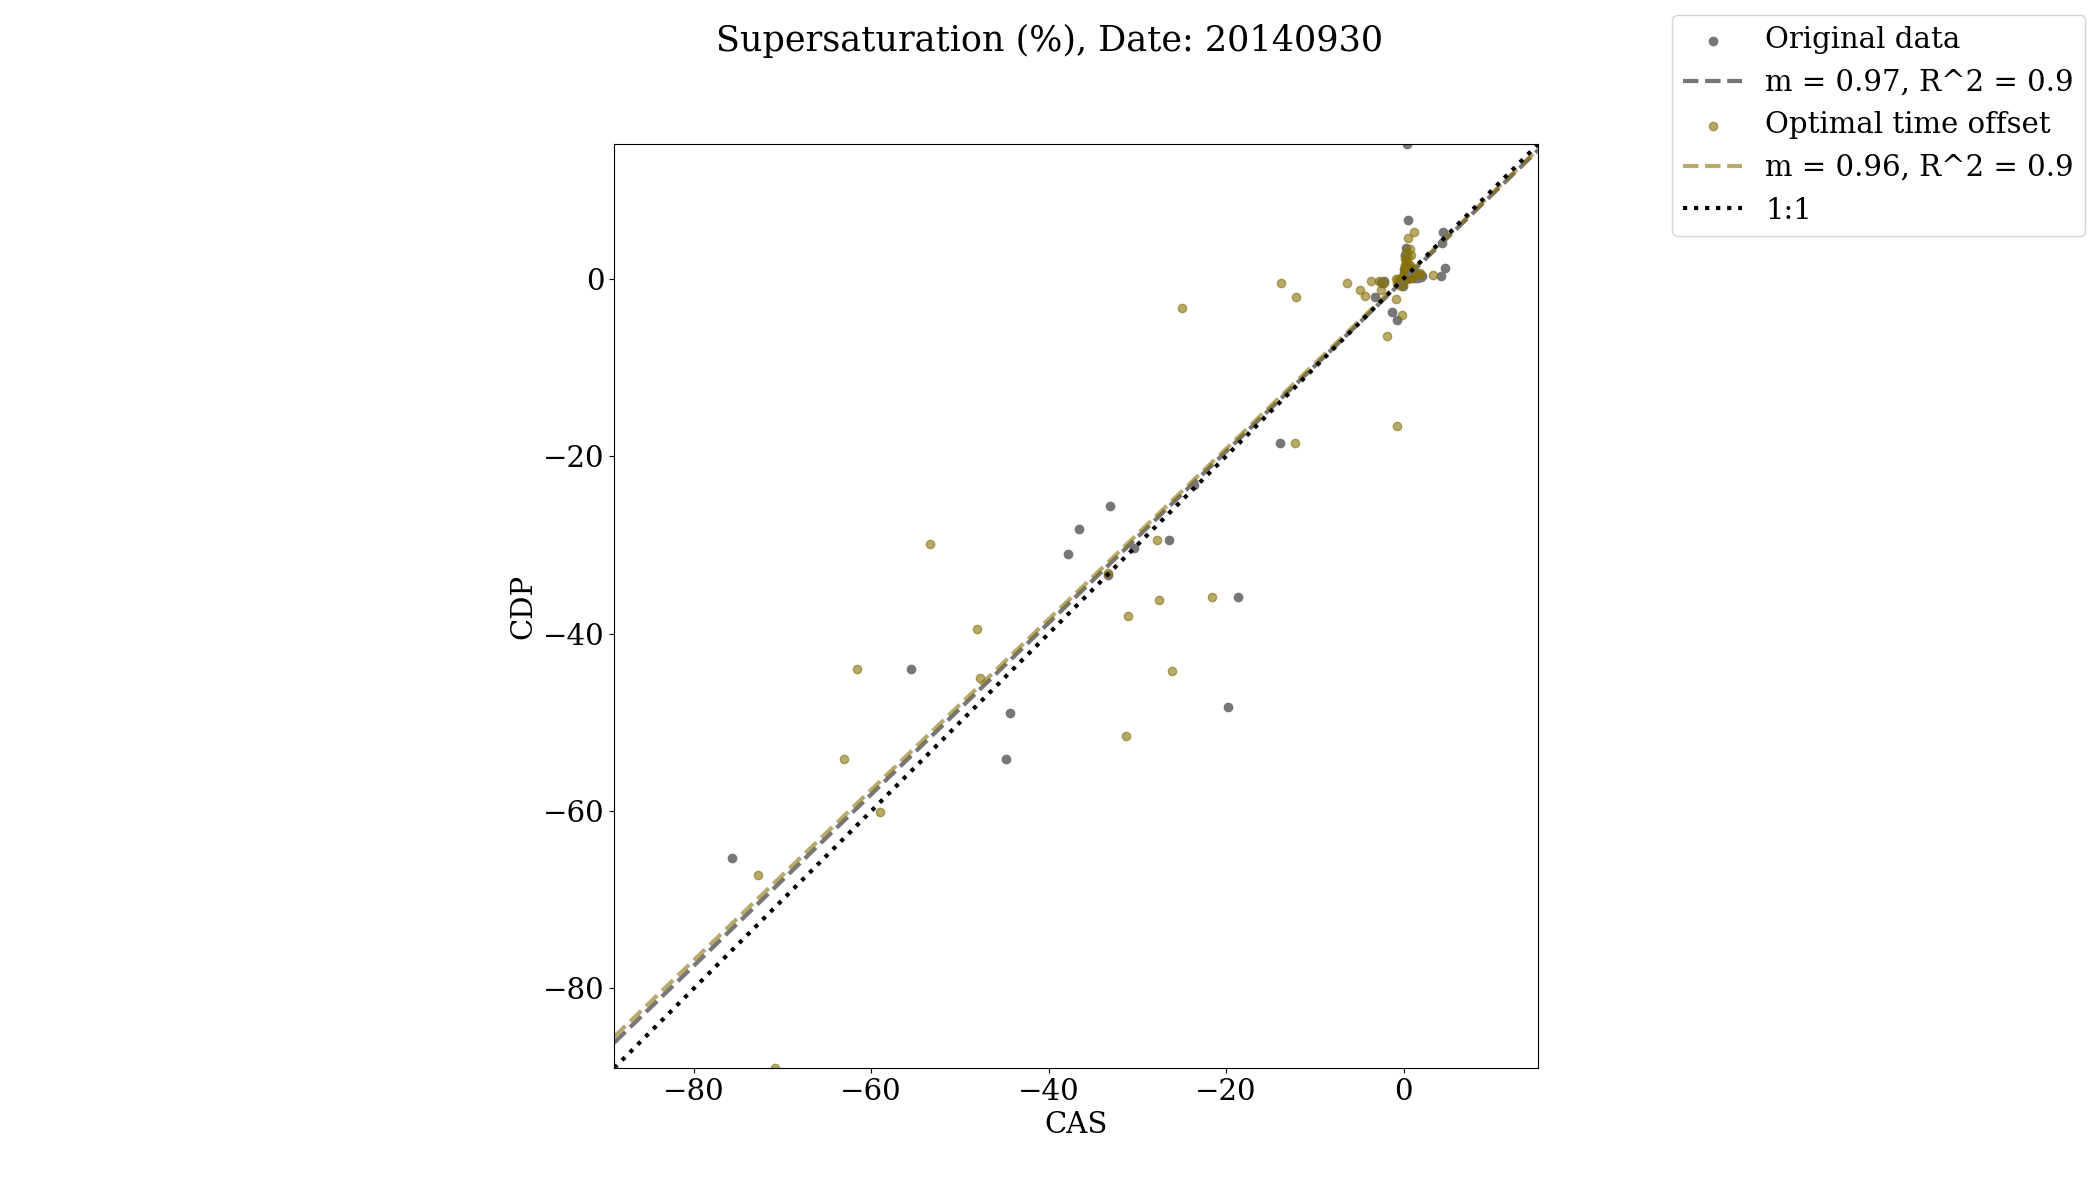 Supersaturation (%), Date: 20140930
Original data
m = 0.97, R^2 = 0.9
Optimal time offset
m = 0.96, R^2 = 0.9
1:1
0
−20
−40
−60
−80
CDP
−80
−60
−40
−20
0
CAS